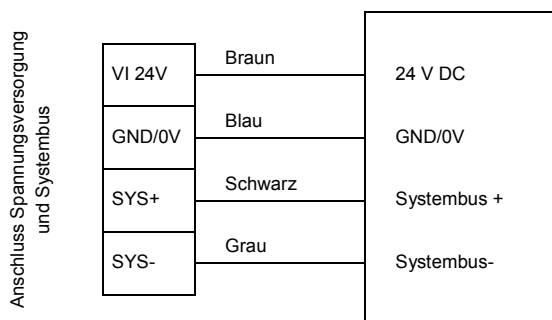 Anschluss Spannungsversorgung
und Systembus
VI 24V
Braun
24 V DC
GND/0V
Blau
GND/0V
SYS+
Schwarz
Systembus +
SYS-
Grau
Systembus-